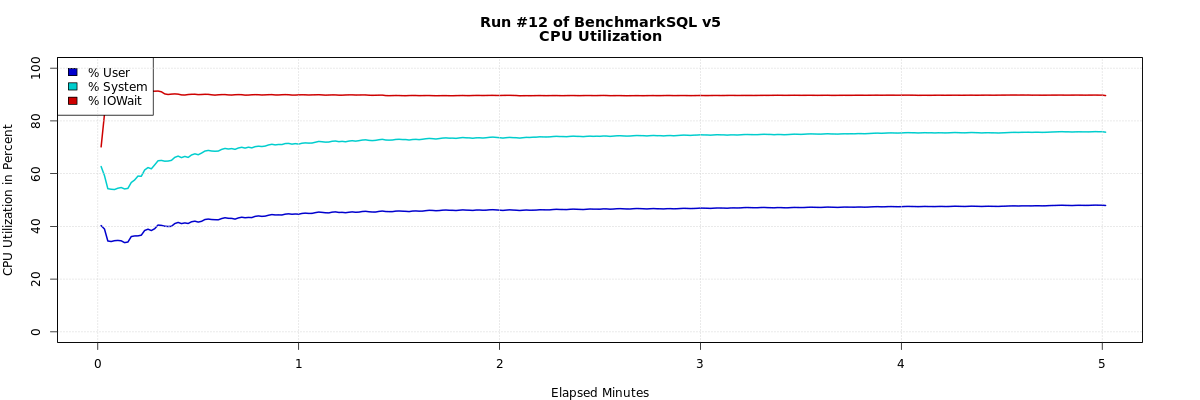 Run #12 of BenchmarkSQL v5
CPU Utilization
% User
% System
% IOWait
CPU Utilization in Percent
100
80
60
40
20
0
0 1 2 3 4 5
Elapsed Minutes